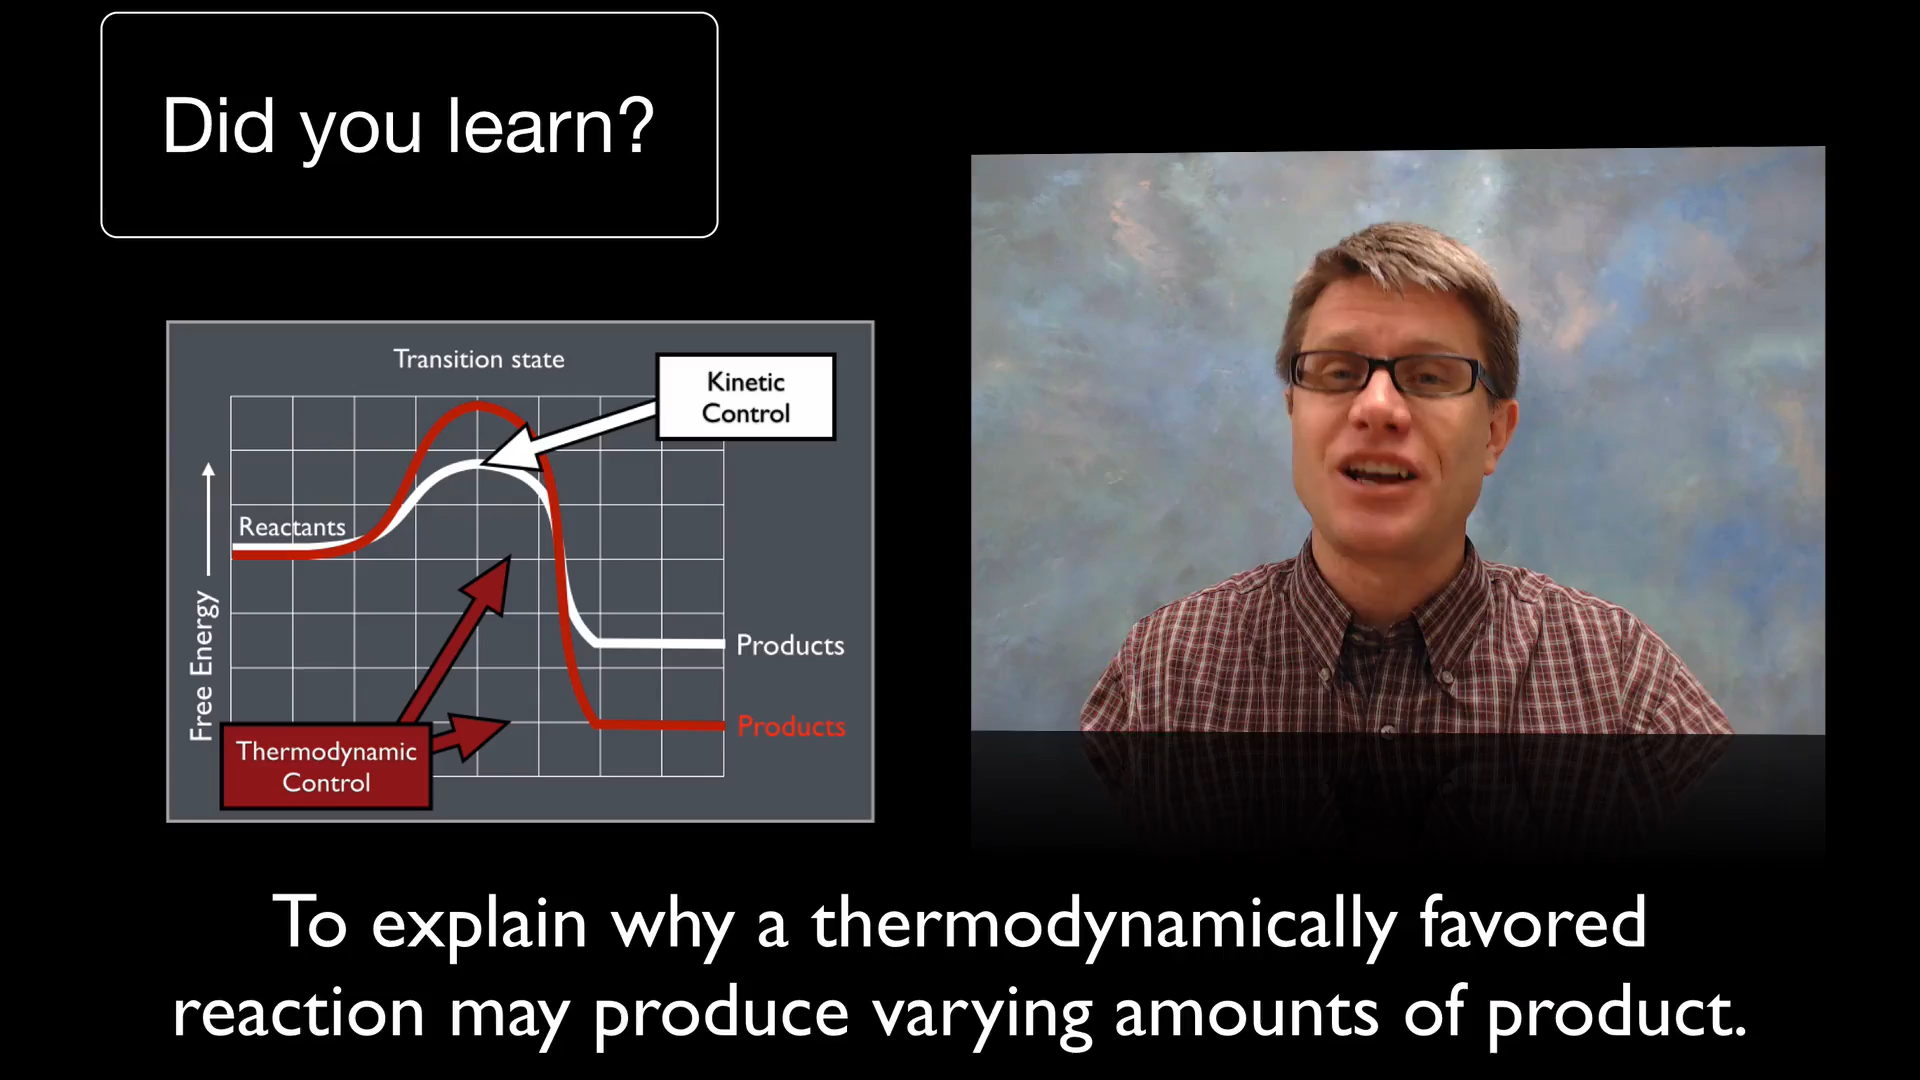 Did you learn?
Transition state
Kinetic
Control
Reactants
Free Energy
Products
Products
Thermodynamic
Control
To explain why a thermodynamically favored
reaction may produce varying amounts of product.